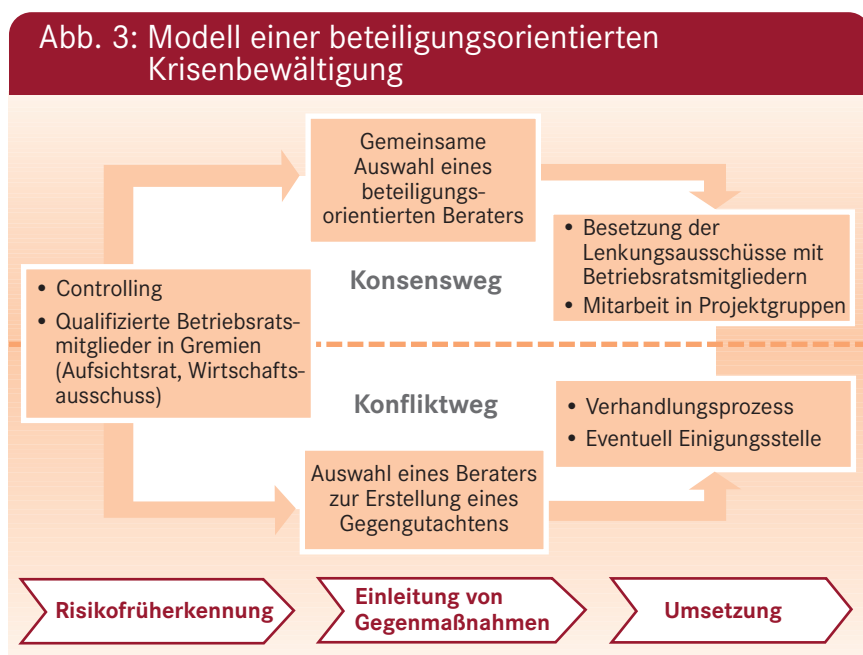 Abb. 3: Modell einer beteiligungsorientierten
Krisenbewältigung
Gemeinsame
Auswahl eines
beteiligungs-
orientierten Beraters
• Besetzung der
Lenkungsausschüsse mit
Betriebsratsmitgliedern
• Mitarbeit in Projektgruppen
Konsensweg
• Controlling
• Qualifizierte Betriebsrats-
mitglieder in Gremien
(Aufsichtsrat, Wirtschafts-
ausschuss)
Konfliktweg
• Verhandlungsprozess
• Eventuell Einigungsstelle
Auswahl eines Beraters
zur Erstellung eines
Gegengutachtens
Risikofrüherkennung
Einleitung von
Gegenmaßnahmen
Umsetzung